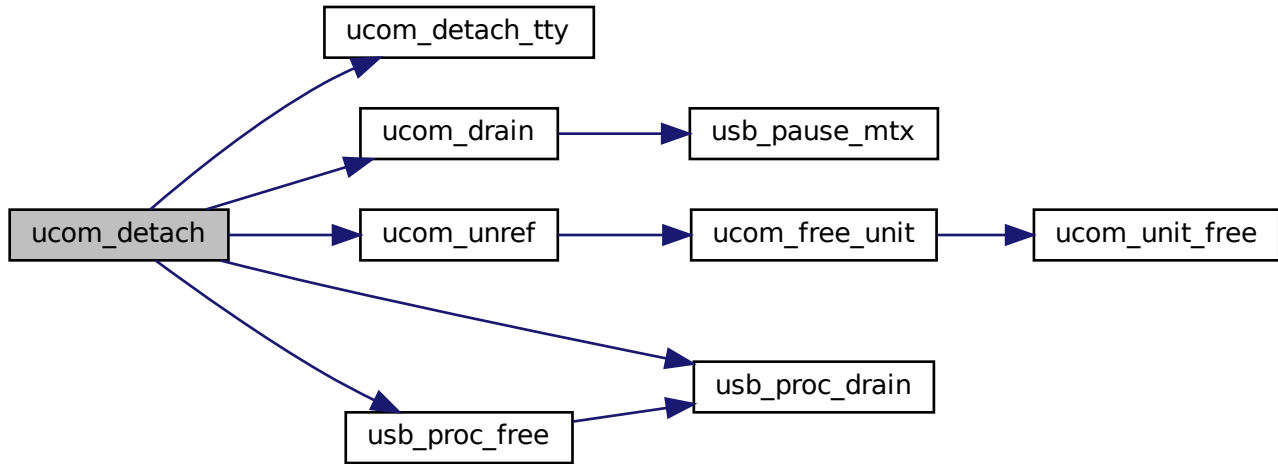 ucom_detach_tty
ucom_drain
usb_pause_mtx
ucom_detach
ucom_unref
ucom_free_unit
ucom_unit_free
usb_proc_drain
usb_proc_free